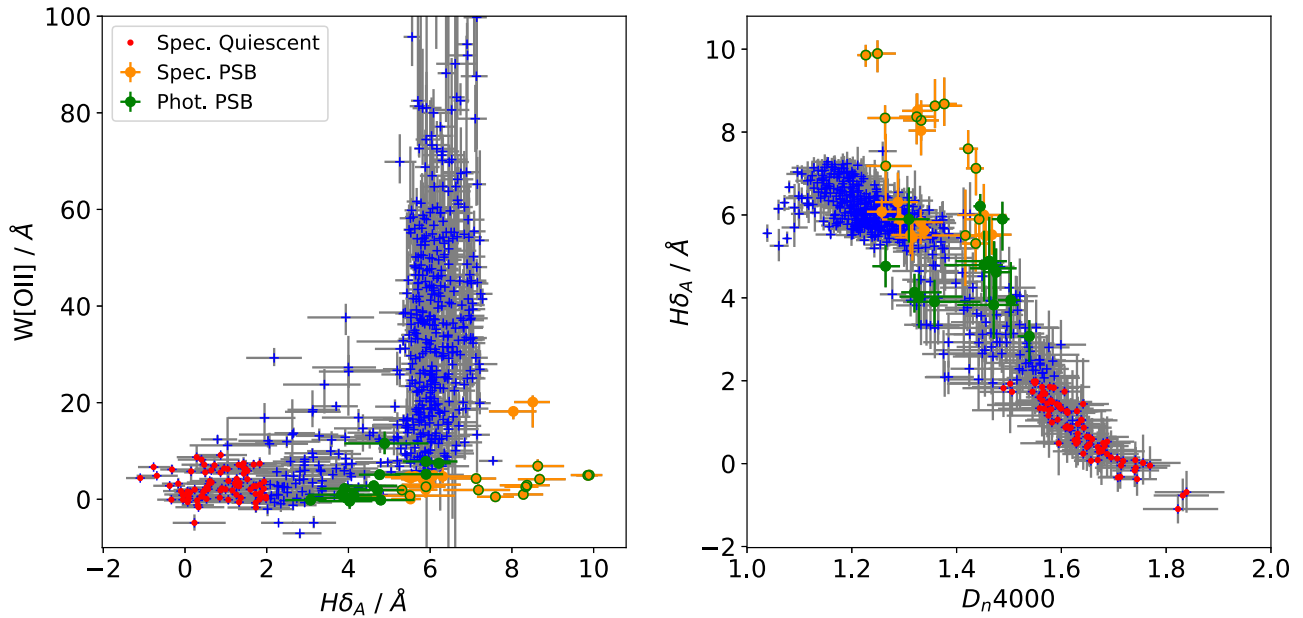 100
80
60
40
20
0
W[OII] / Å
Spec. Quiescent
Spec. PSB
Phot. PSB
−2 0 2 4 6 8 10
Hδ_A / Å
10
8
6
4
2
0
−2
Hδ_A / Å
1.0 1.2 1.4 1.6 1.8 2.0
D_n4000